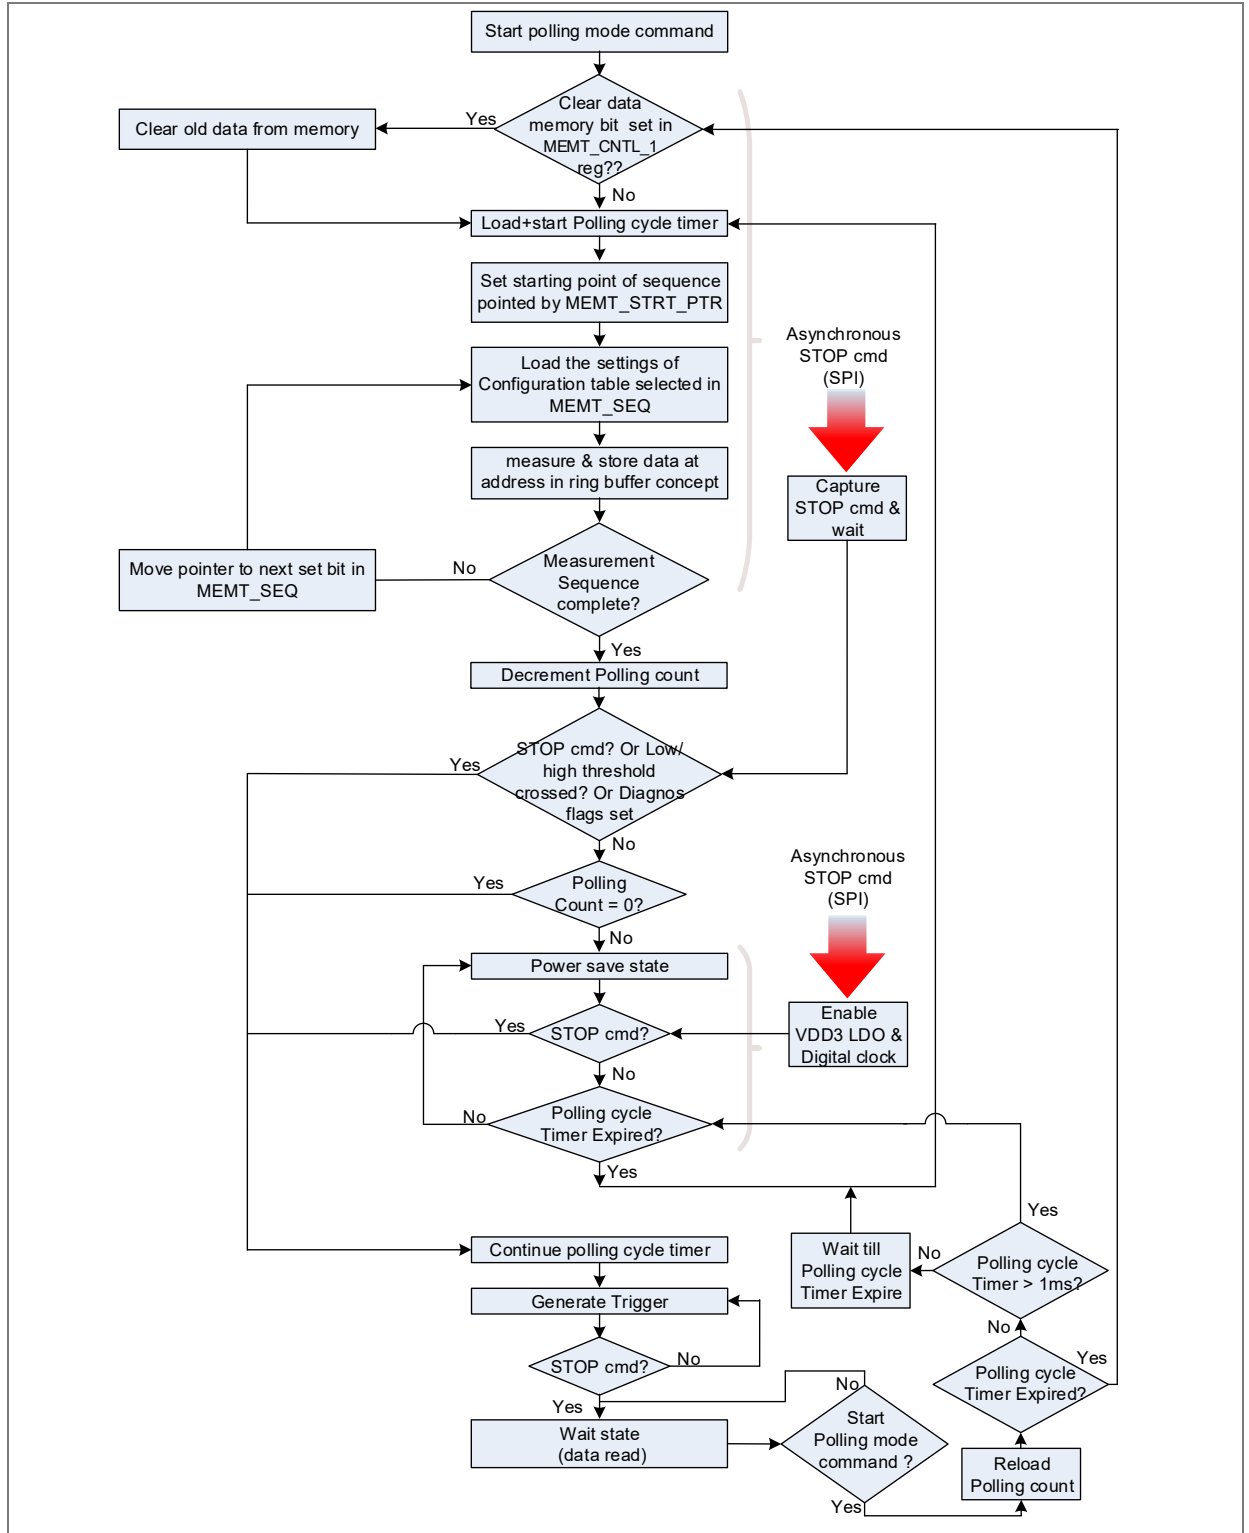 Start polling mode command
Clear data
memory bit  set in
MEMT_CNTL_1
reg??
Yes
Clear old data from memory
No
Load+start Polling cycle timer
Set starting point of sequence
pointed by MEMT_STRT_PTR
Asynchronous
STOP cmd
(SPI)
Load the settings of
Configuration table selected in
MEMT_SEQ
measure & store data at
address in ring buffer concept
Capture
STOP cmd &
wait
Measurement
Sequence
complete?
No
Move pointer to next set bit in
MEMT_SEQ
Yes
Decrement Polling count
STOP cmd? Or Low/
high threshold
crossed? Or Diagnos
flags set
Yes
No
Asynchronous
STOP cmd
(SPI)
Polling
Count = 0?
Yes
No
Power save state
Enable
VDD3 LDO &
Digital clock
STOP cmd?
Yes
No
Polling cycle
Timer Expired?
No
Yes
Yes
Continue polling cycle timer
Wait till
Polling cycle
Timer Expire
No
Polling cycle
Timer > 1ms?
Generate Trigger
No
STOP cmd?
No
Polling cycle
Timer Expired?
Yes
Yes
No
Wait state
(data read)
Start
Polling mode
command ?
Reload
Polling count
Yes